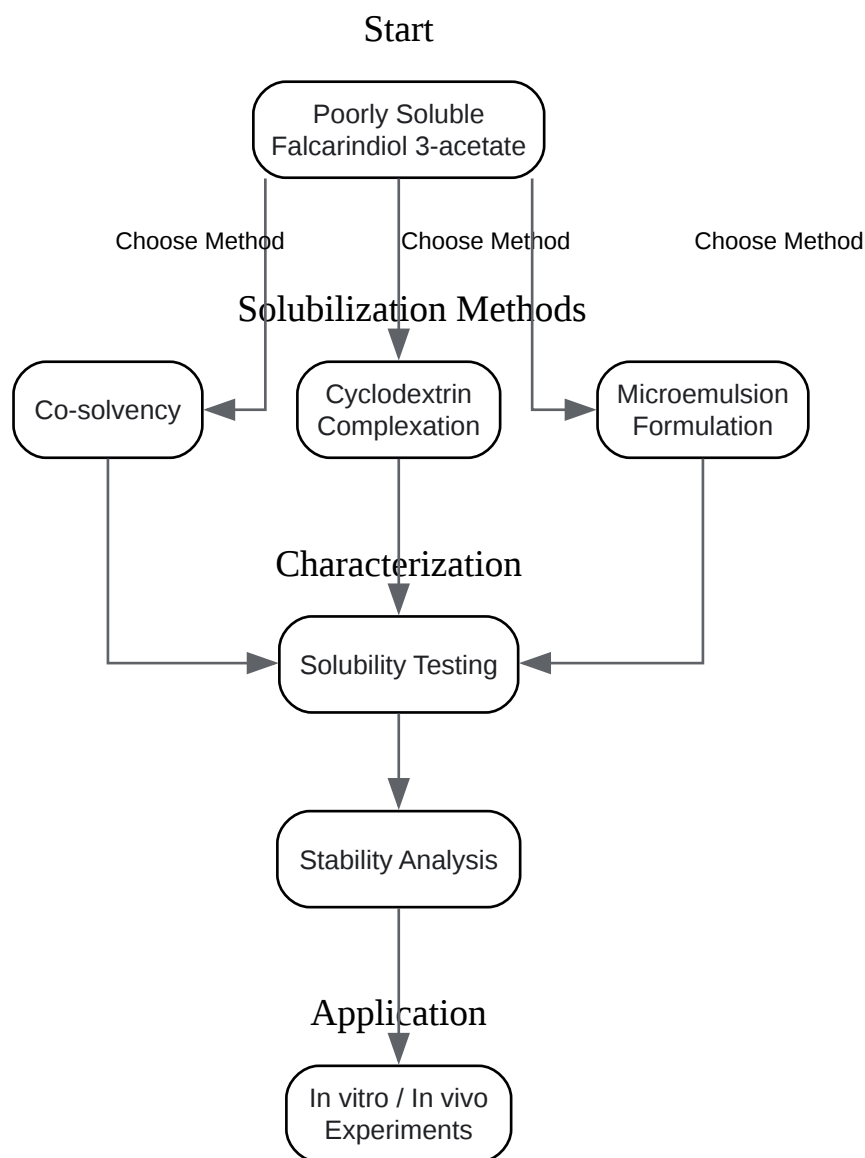 Start
Poorly Soluble
Falcarindiol 3-acetate
Choose Method
Choose Method
Choose Method
Solubilization Methods
Co-solvency
Cyclodextrin
Complexation
Microemulsion
Formulation
Characterization
Solubility Testing
Stability Analysis
Application
In vitro / In vivo
Experiments